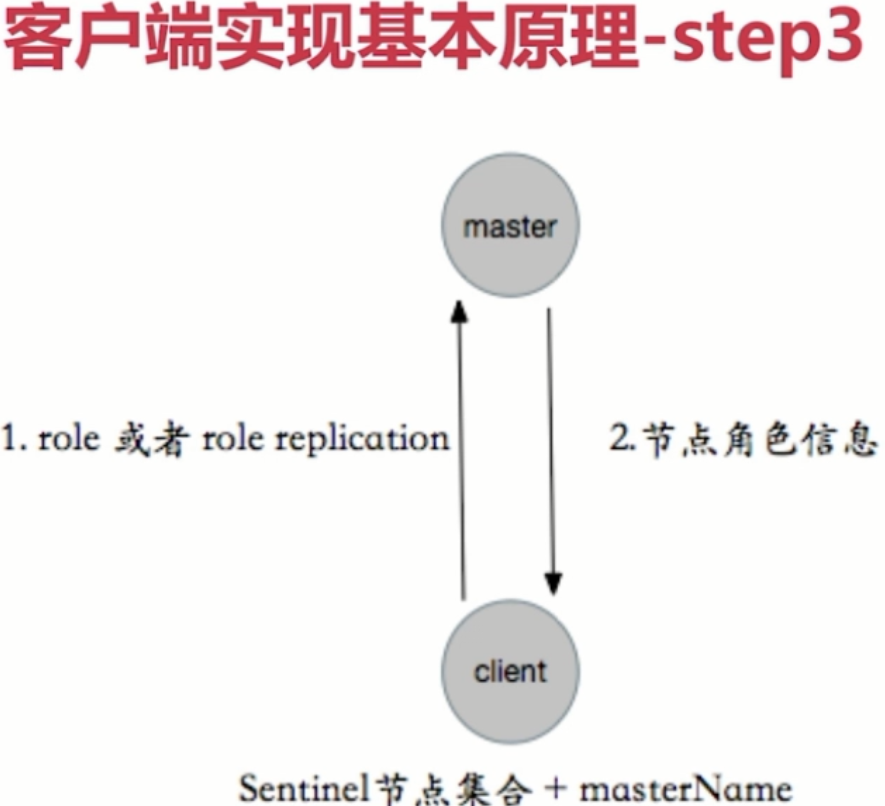 客户端实现基本原理-step3
master
1. role 或者 role replication
2.节点角色信息
client
Sentinel节点集合 + masterName